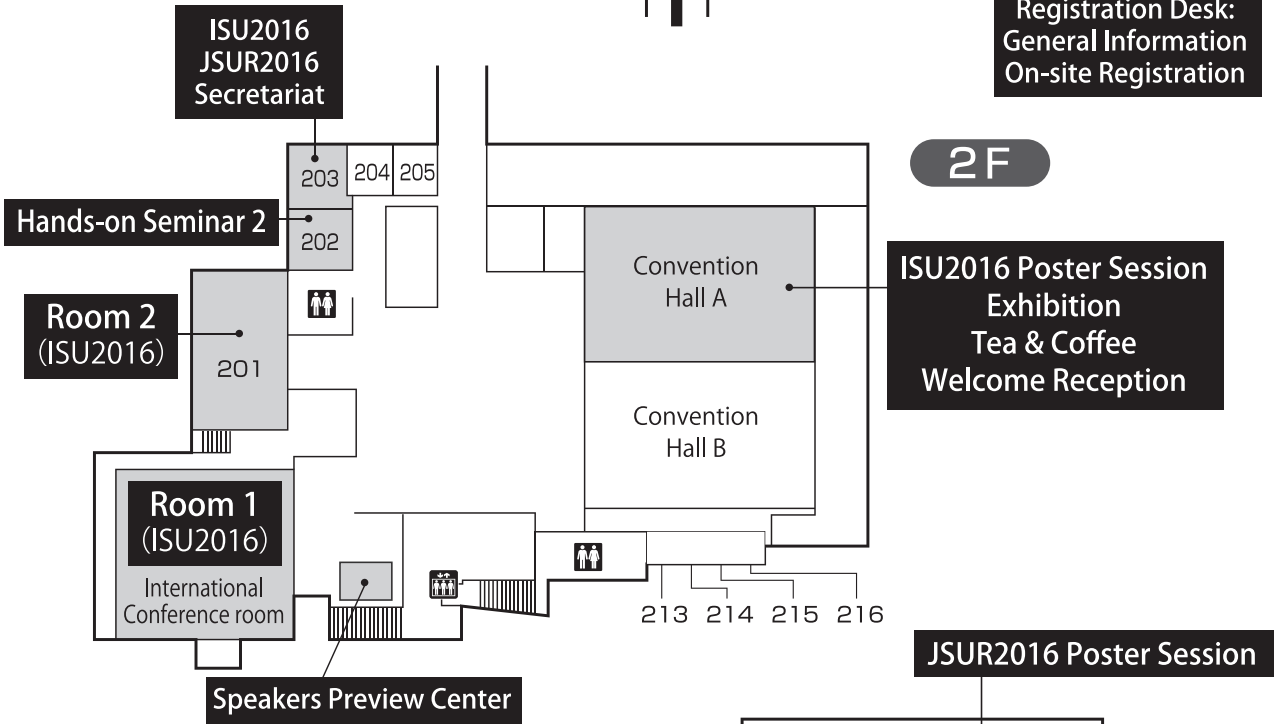 Registration Desk:
General Information
On-site Registration
ISU2016
JSUR2016
Secretariat
2F
203
204
205
Hands-on Seminar 2
202
Convention
Hall A
ISU2016 Poster Session
Exhibition
Tea & Coffee
Welcome Reception
Room 2
(ISU2016)
201
Convention
Hall B
Room 1
(ISU2016)
International
Conference room
213
214
215
216
JSUR2016 Poster Session
Speakers Preview Center